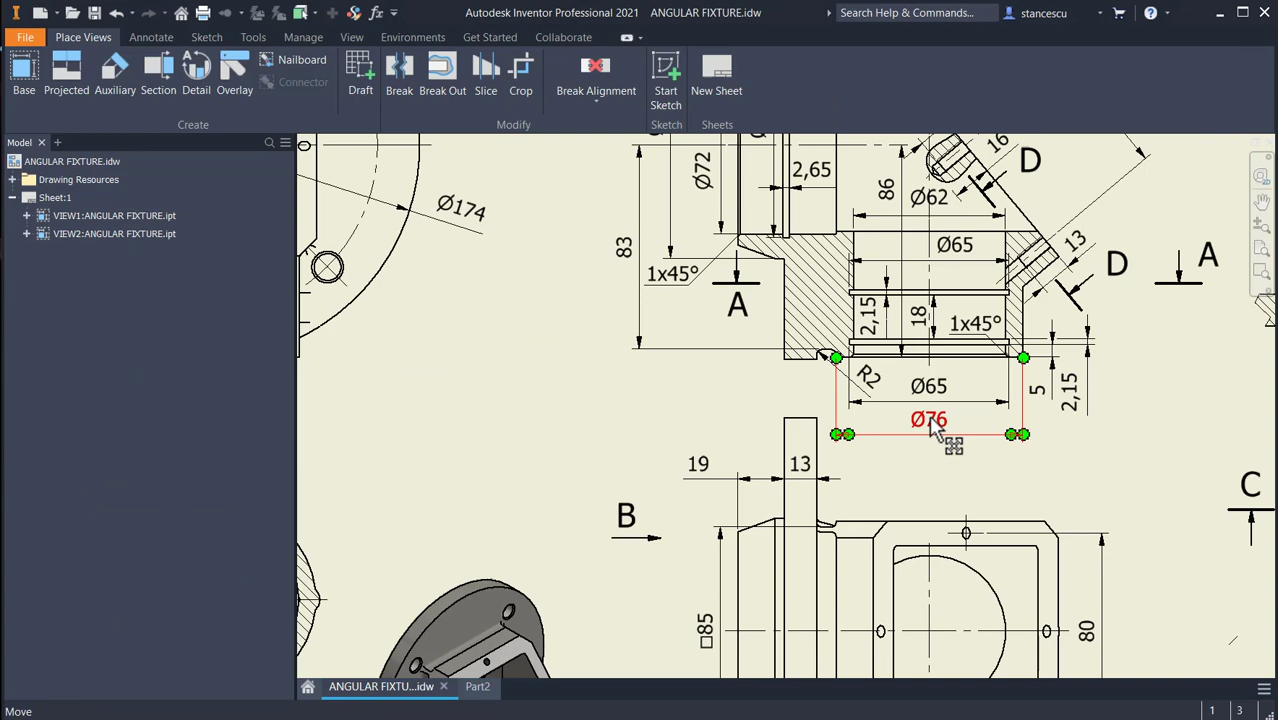 Autodesk Inventor Professional 2021 ANGULAR FIXTURE.idw
Search Help & Commands...
stancescu
File Place Views Annotate Sketch Tools Manage View Environments Get Started Collaborate
Base
Projected
Auxiliary
Section
Detail
Overlay
Nailboard
Connector
Draft
Break
Break Out
Slice
Crop
Break Alignment
Start Sketch
New Sheet
Create
Modify
Sketch
Sheets
Model
ANGULAR FIXTURE.idw
Drawing Resources
Sheet:1
VIEW1:ANGULAR FIXTURE.ipt
VIEW2:ANGULAR FIXTURE.ipt
Ø174
Ø72
2,65
86
16
D
Ø62
83
Ø65
13
1x45°
A
D
A
2,15
18
1x45°
R2
Ø65
5
2,15
Ø76
19
13
B
C
□85
80
ANGULAR FIXTU...idw
Part2
Move
1 3